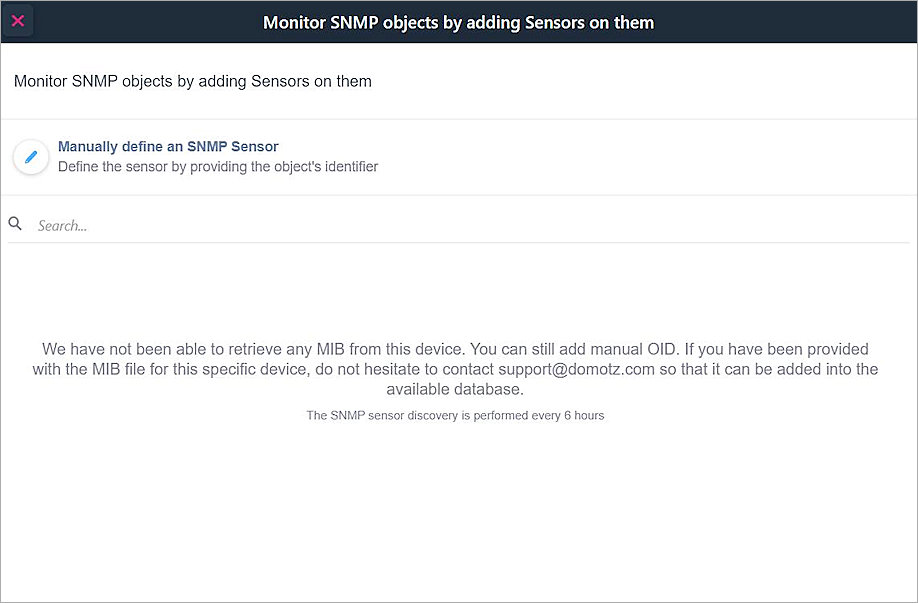 Monitor SNMP objects by adding Sensors on them
Monitor SNMP objects by adding Sensors on them
Manually define an SNMP Sensor
Define the sensor by providing the object's identifier
Search...
We have not been able to retrieve any MIB from this device. You can still add manual OID. If you have been provided
with the MIB file for this specific device, do not hesitate to contact support@domotz.com so that it can be added into the
available database.
The SNMP sensor discovery is performed every 6 hours